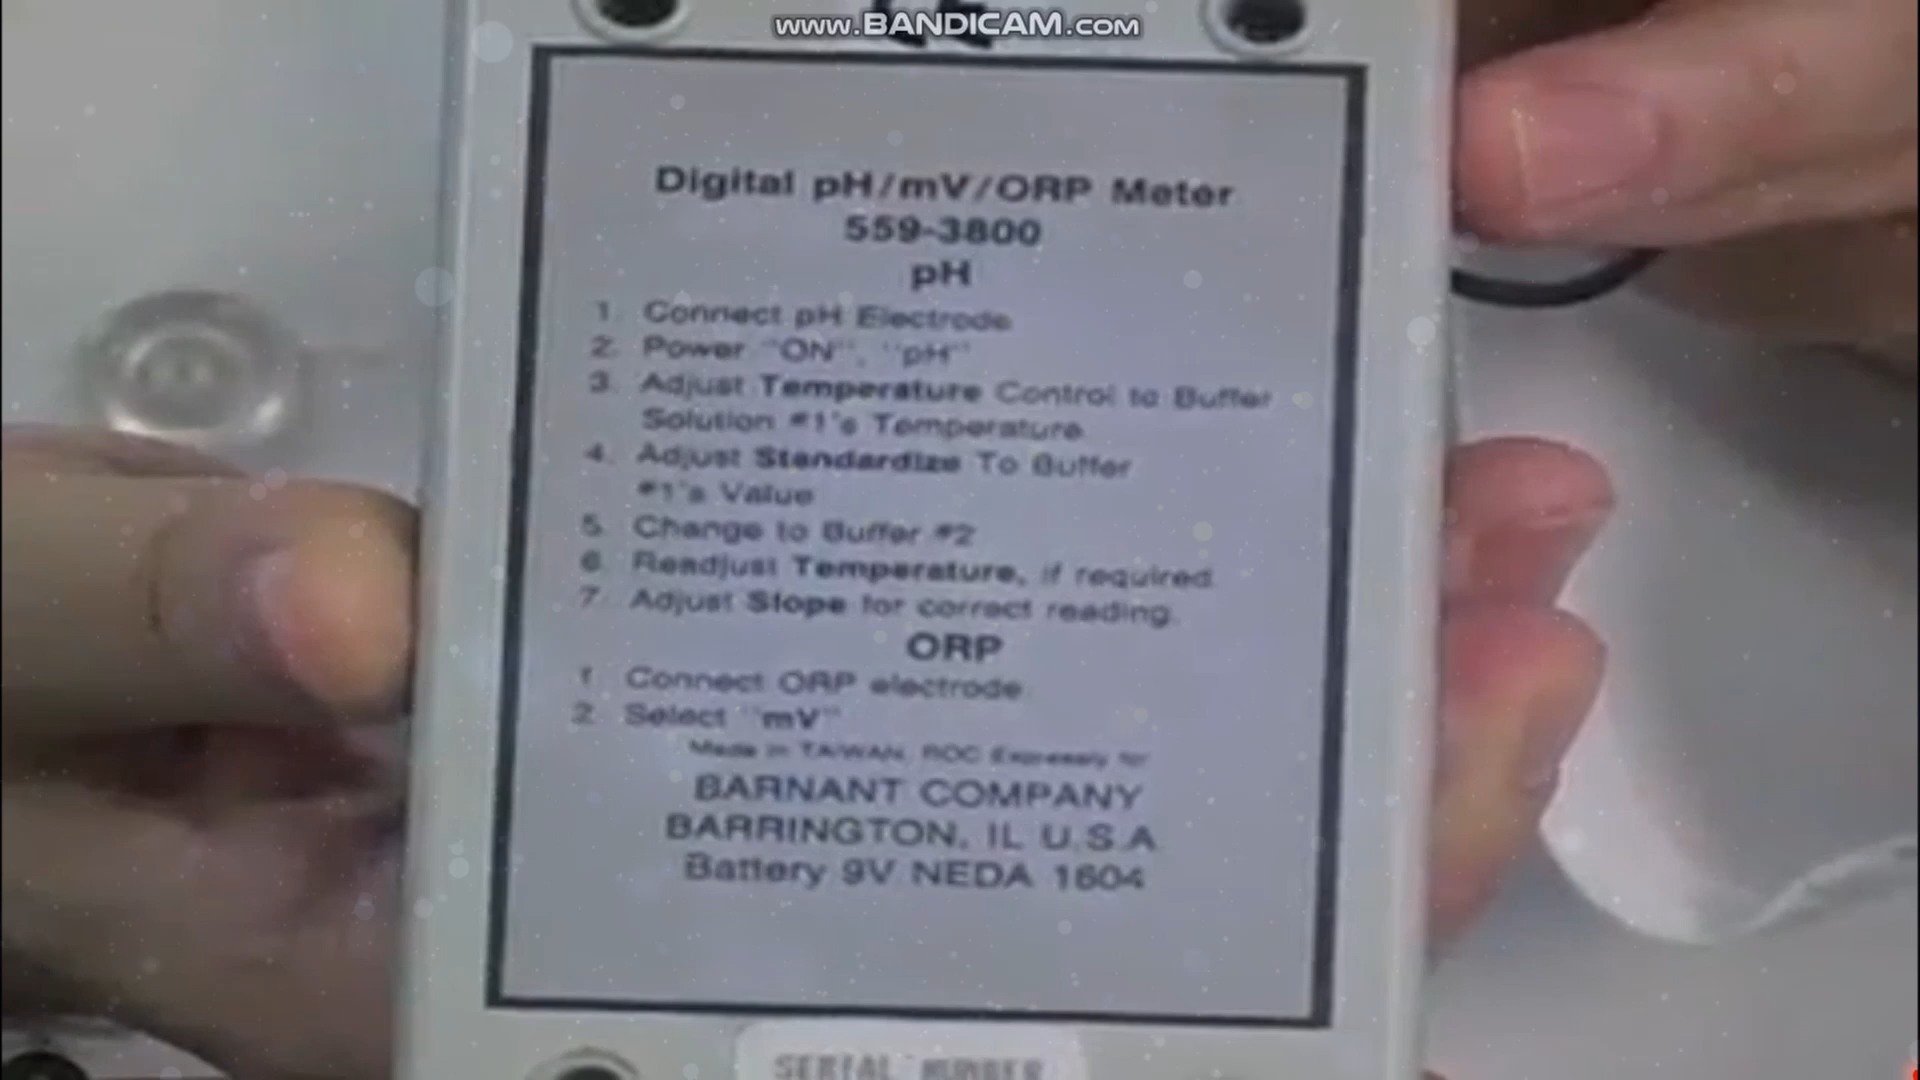 www.BANDICAM.com
Digital pH/mV/ORP Meter
559-3800
pH
1. Connect pH Electrode
2. Power "ON", "pH"
3. Adjust Temperature Control to Buffer
Solution #1's Temperature
4. Adjust Standardize To Buffer
#1's Value
5. Change to Buffer #2
6. Readjust Temperature, if required.
7. Adjust Slope for correct reading.
ORP
1. Connect ORP electrode
2. Select "mV"
Made in TAIWAN, ROC Expressly for
BARNANT COMPANY
BARRINGTON, IL U.S.A.
Battery 9V NEDA 1604
SERIAL NUMBER